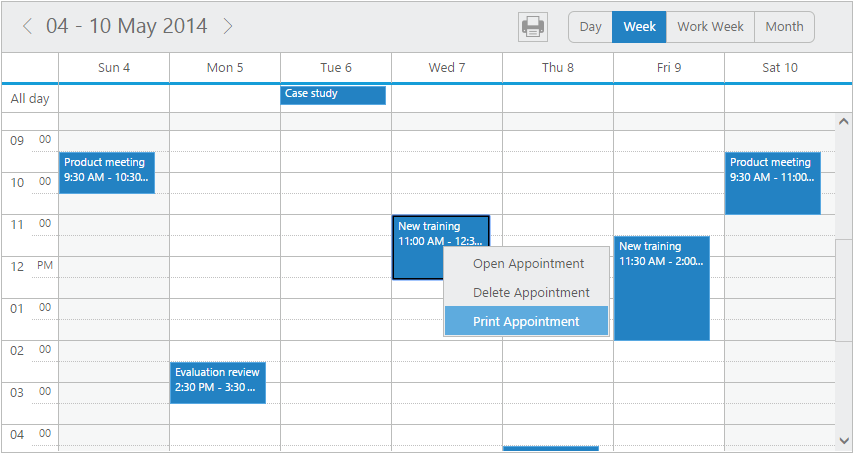 04 - 10 May 2014
Day Week Work Week Month
Sun 4 Mon 5 Tue 6 Wed 7 Thu 8 Fri 9 Sat 10
All day
Case study
09 00
Product meeting
9:30 AM - 10:30...
Product meeting
9:30 AM - 11:00...
10 00
11 00
New training
11:00 AM - 12:3...
New training
11:30 AM - 2:00...
Open Appointment
12 PM
Delete Appointment
01 00
Print Appointment
02 00
Evaluation review
2:30 PM - 3:30 ...
03 00
04 00